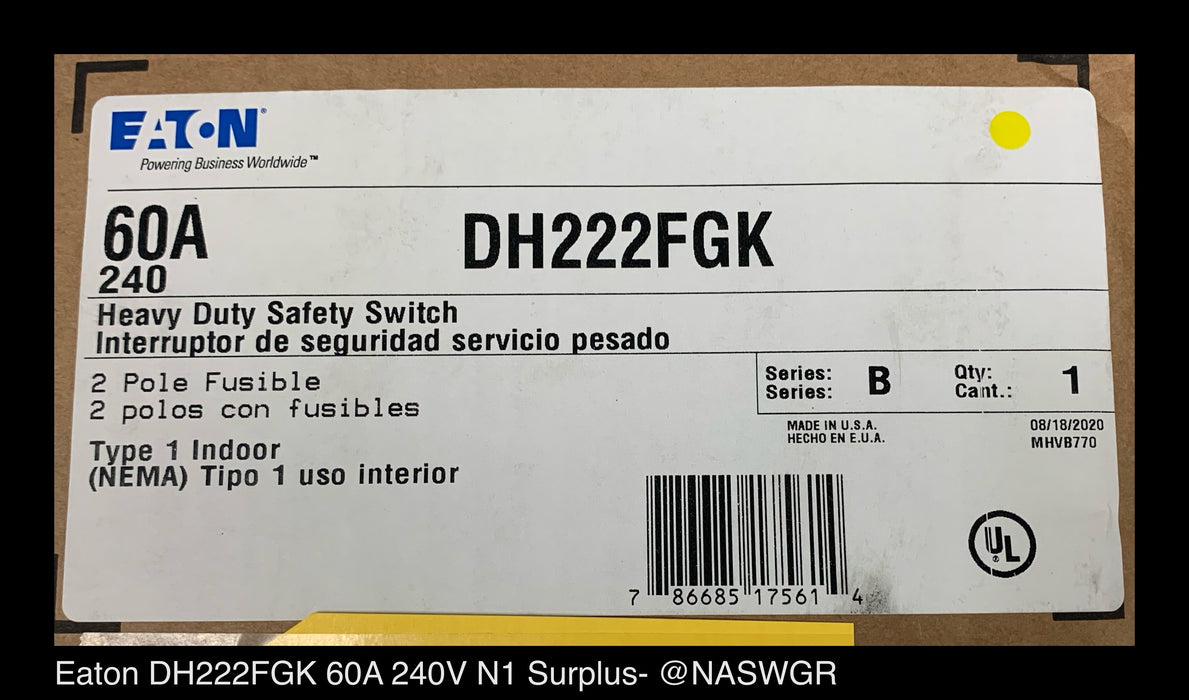 EATON®
Powering Business Worldwide™
60A
240
DH222FGK
Heavy Duty Safety Switch
Interruptor de seguridad servicio pesado
2 Pole Fusible
2 polos con fusibles
Type 1 Indoor
(NEMA) Tipo 1 uso interior
Series: B
Series:
Qty: 1
Cant.:
MADE IN U.S.A.
HECHO EN E.U.A.
08/18/2020
MHVB770
7 86685 17561 4
UL
Eaton DH222FGK 60A 240V N1 Surplus- @NASWGR